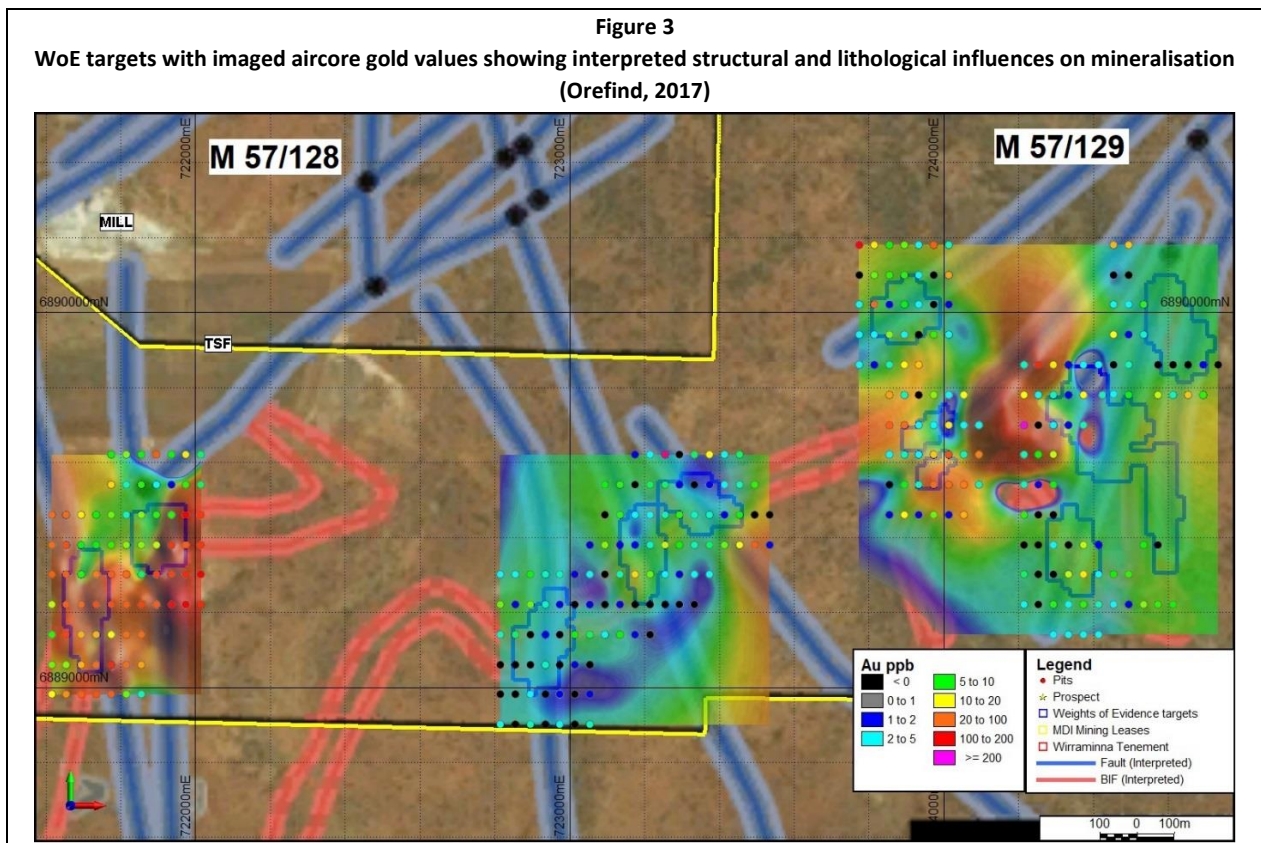 Figure 3
WoE targets with imaged aircore gold values showing interpreted structural and lithological influences on mineralisation
(Orefind, 2017)
M 57/128
M 57/129
722000mE
723000mE
724000mE
MILL
6890000mN
6890000mN
TSF
6889000mN
Au ppb
< 0
0 to 1
1 to 2
2 to 5
5 to 10
10 to 20
20 to 100
100 to 200
>= 200
Legend
Pits
Prospect
Weights of Evidence targets
MDI Mining Leases
Wirraminna Tenement
Fault (Interpreted)
BIF (Interpreted)
722000mE
723000mE
100 0 100m